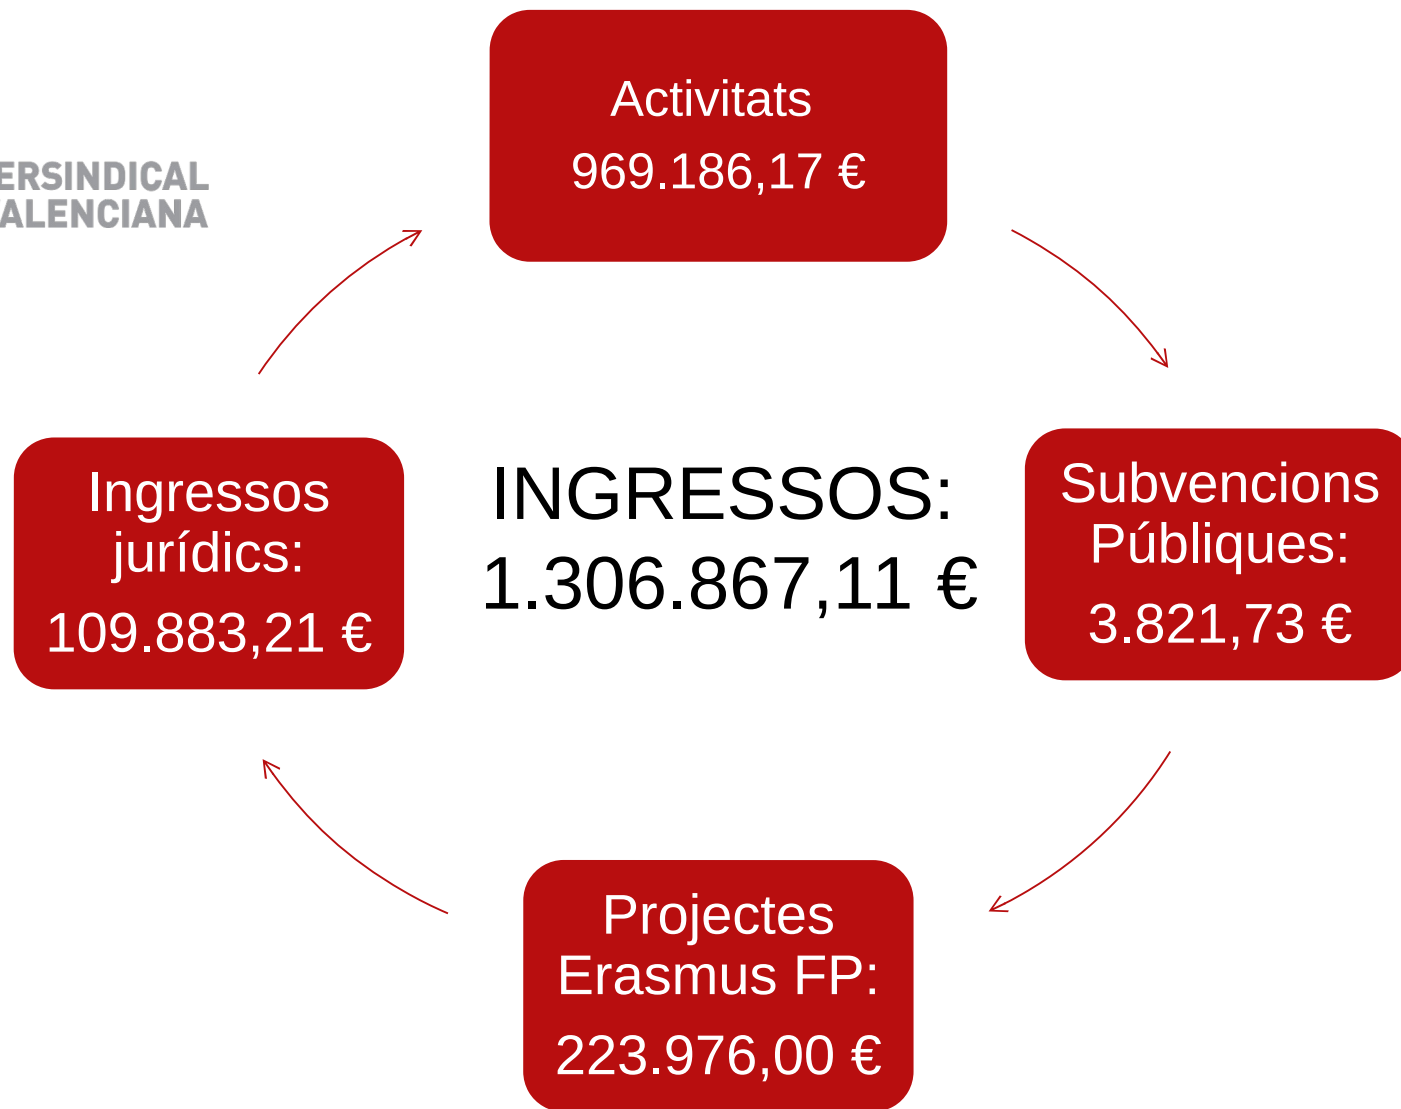 Activitats
969.186,17 €
ERSINDICAL
ALENCIANA
Ingressos
jurídics:
109.883,21 €
INGRESSOS:
1.306.867,11 €
Subvencions
Públiques:
3.821,73 €
Projectes
Erasmus FP:
223.976,00 €